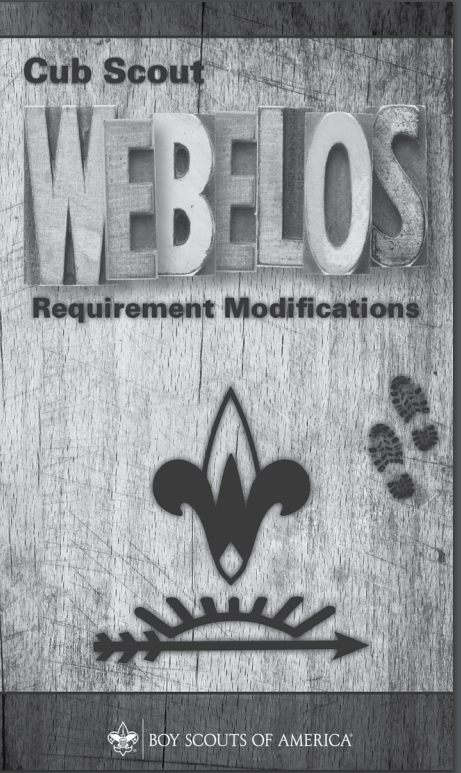 Cub Scout
WEBELOS
Requirement Modifications
BOY SCOUTS OF AMERICA®